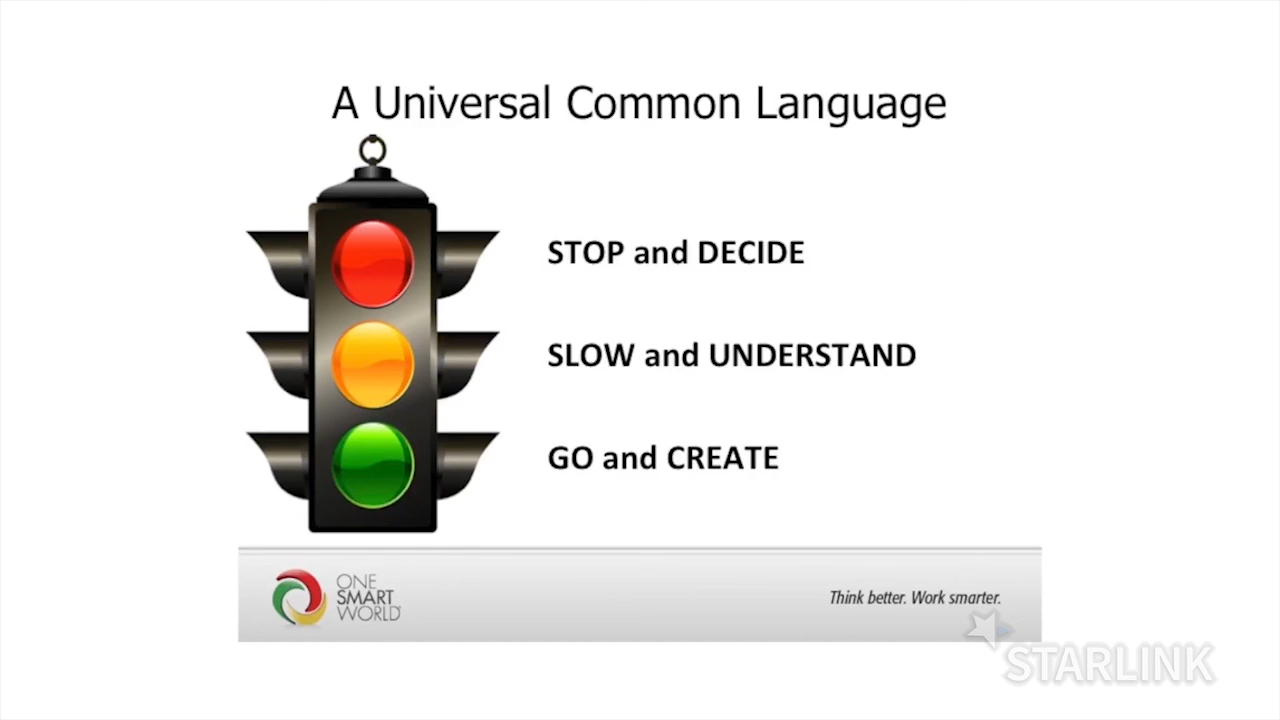 A Universal Common Language
STOP and DECIDE
SLOW and UNDERSTAND
GO and CREATE
ONE
SMART
WORLD
Think better. Work smarter.
STARLINK